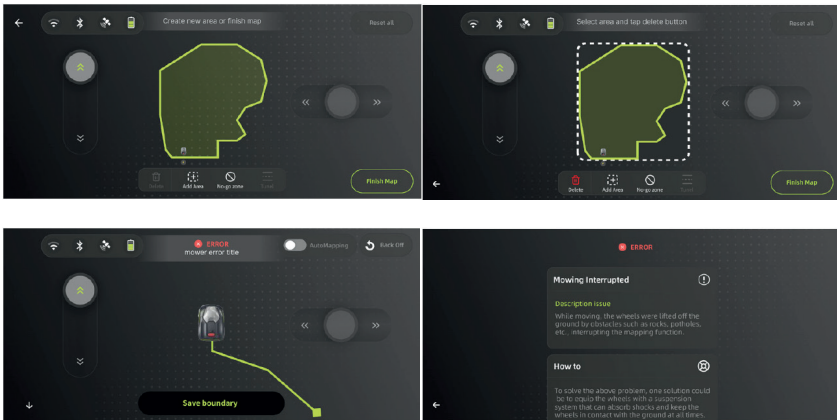 Create new area or finish map
Reset all
Delete
Add Area
No-go zone
Finish Map
Select area and tap delete button
Reset all
Delete
Add Area
No-go zone
Finish Map
ERROR
mower error title
AutoMapping
Back Off
Save boundary
ERROR
Mowing Interrupted
Description issue
While moving, the wheels were lifted off the
ground by obstacles such as rocks, potholes,
etc., interrupting the mapping function.
How to
To solve the above problem, one solution could
be to equip the wheels with a suspension
system that can absorb shocks and keep the
wheels in contact with the ground at all times.